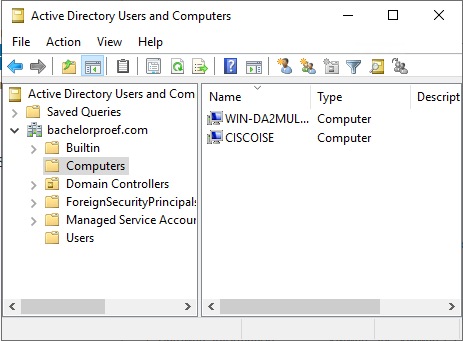 Active Directory Users and Computers
File Action View Help
Active Directory Users and Com
Saved Queries
bachelorproef.com
Builtin
Computers
Domain Controllers
ForeignSecurityPrincipals
Managed Service Accour
Users
Name Type Descript
WIN-DA2MUL... Computer
CISCOISE Computer